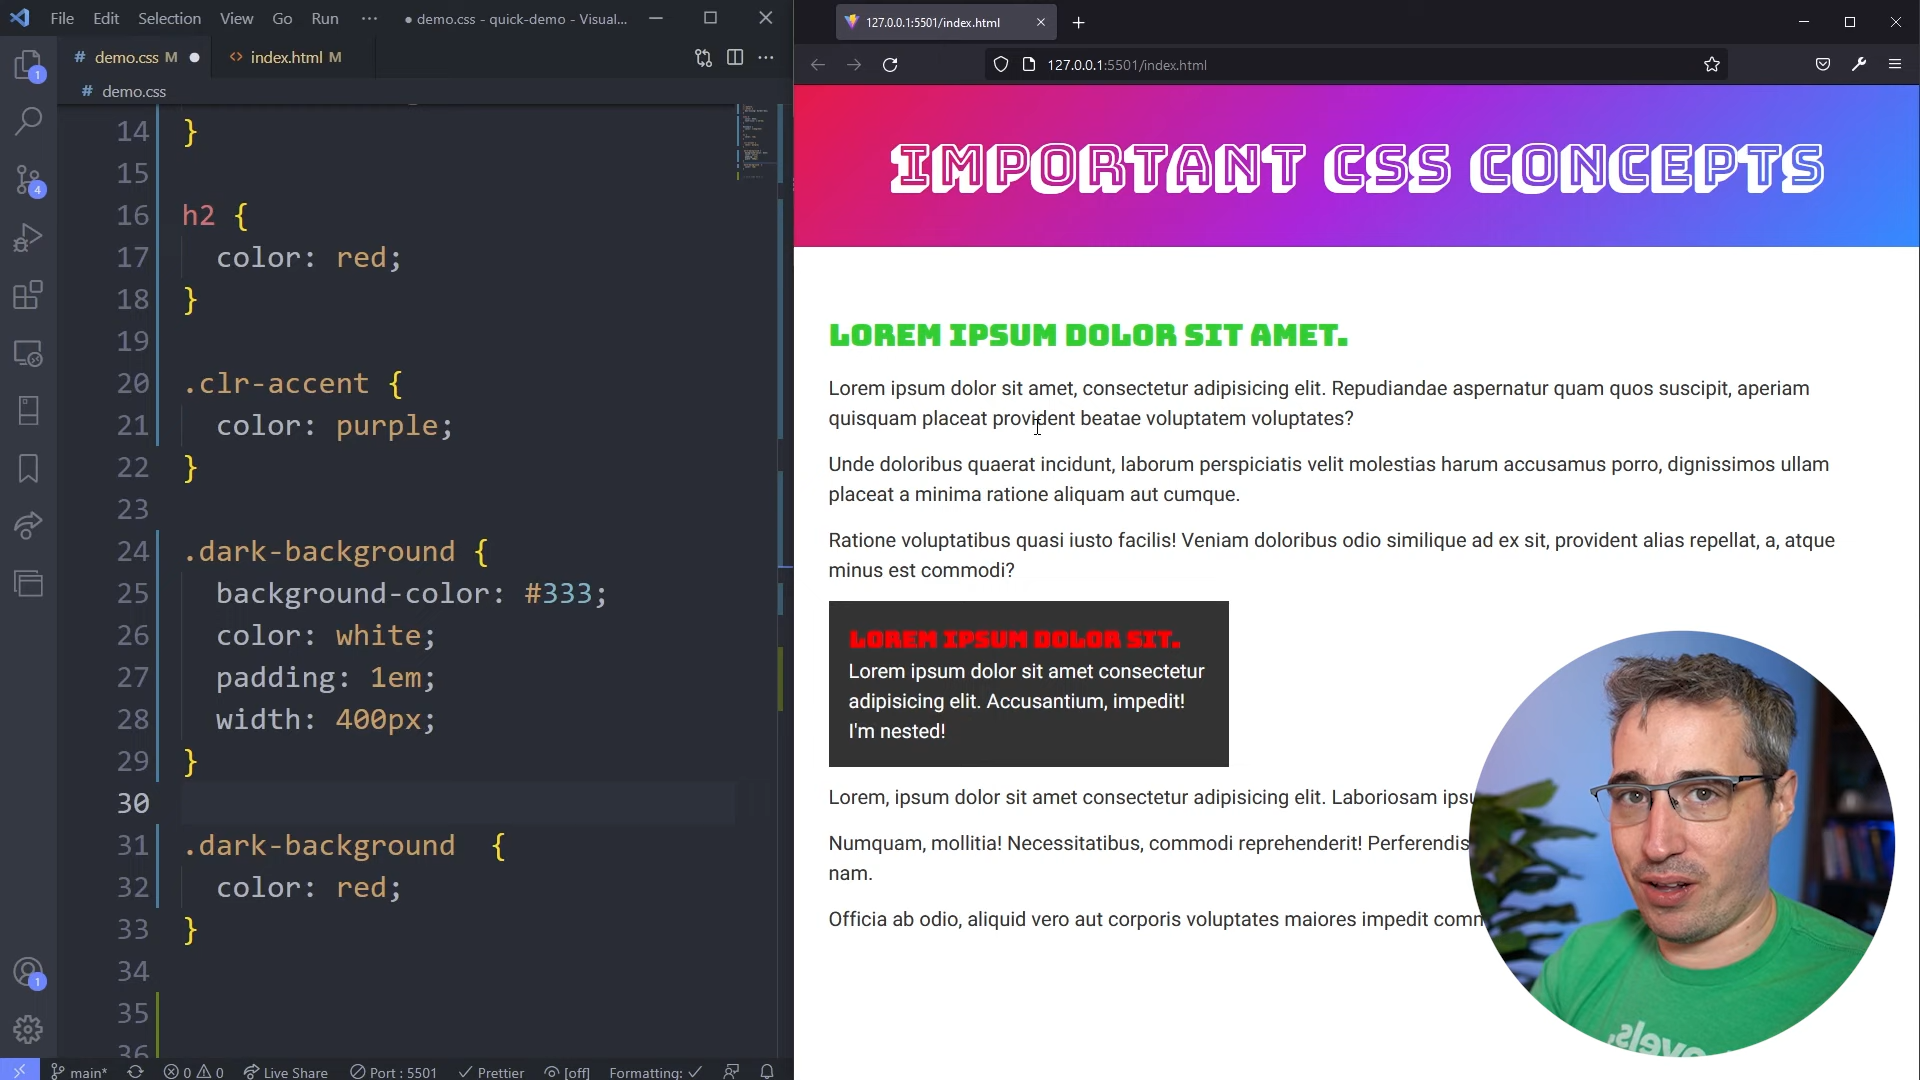 File Edit Selection View Go Run ··· ● demo.css - quick-demo - Visual...
# demo.css M ● <> index.html M
# demo.css
14 }
15
16 h2 {
17 color: red;
18 }
19
20 .clr-accent {
21 color: purple;
22 }
23
24 .dark-background {
25 background-color: #333;
26 color: white;
27 padding: 1em;
28 width: 400px;
29 }
30
31 .dark-background  {
32 color: red;
33 }
34
35
36
1
4
1
main* 0 0 Live Share Port : 5501 Prettier [off] Formatting: ✓
127.0.0.1:5501/index.html
127.0.0.1:5501/index.html
IMPORTANT CSS CONCEPTS
LOREM IPSUM DOLOR SIT AMET.
Lorem ipsum dolor sit amet, consectetur adipisicing elit. Repudiandae aspernatur quam quos suscipit, aperiam
quisquam placeat provident beatae voluptatem voluptates?
Unde doloribus quaerat incidunt, laborum perspiciatis velit molestias harum accusamus porro, dignissimos ullam
placeat a minima ratione aliquam aut cumque.
Ratione voluptatibus quasi iusto facilis! Veniam doloribus odio similique ad ex sit, provident alias repellat, a, atque
minus est commodi?
LOREM IPSUM DOLOR SIT.
Lorem ipsum dolor sit amet consectetur
adipisicing elit. Accusantium, impedit!
I'm nested!
Lorem, ipsum dolor sit amet consectetur adipisicing elit. Laboriosam ipsu
Numquam, mollitia! Necessitatibus, commodi reprehenderit! Perferendis
nam.
Officia ab odio, aliquid vero aut corporis voluptates maiores impedit comm